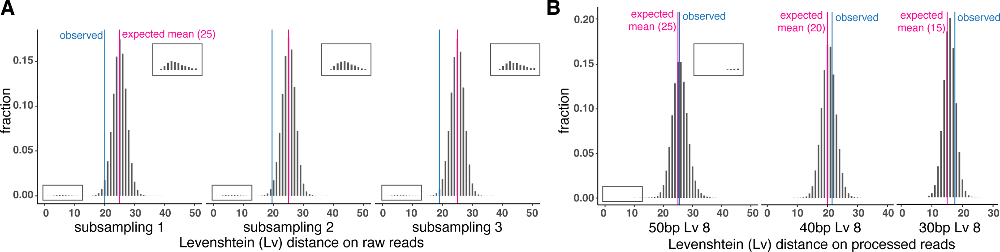 A
observed
expected mean (25)
0.15
0.10
0.05
0.00
fraction
0 10 20 30 40 50
0 10 20 30 40 50
0 10 20 30 40 50
subsampling 1
subsampling 2
subsampling 3
Levenshtein (Lv) distance on raw reads
B
expected
mean (25)
observed
expected
mean (20)
observed
expected
mean (15)
observed
0.20
0.15
0.10
0.05
0.00
fraction
0 10 20 30 40 50
0 10 20 30 40
0 10 20 30
50bp Lv 8
40bp Lv 8
30bp Lv 8
Levenshtein (Lv) distance on processed reads